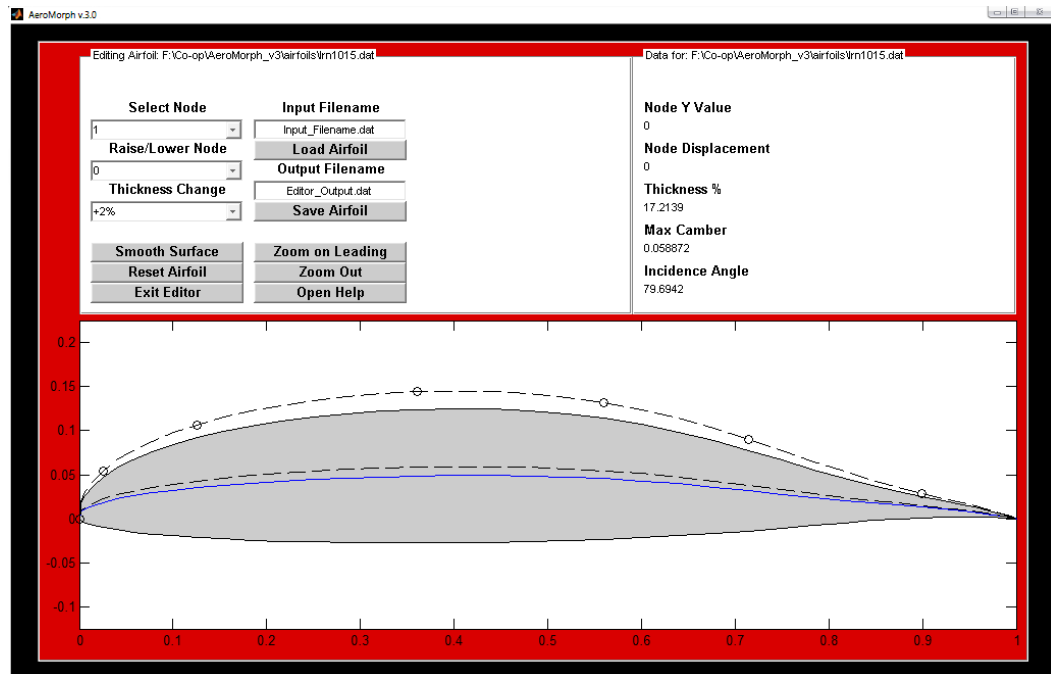 AeroMorph v.3.0
Editing Airfoil: F:\Co-op\AeroMorph_v3\airfoils\lrn1015.dat
Select Node
Input Filename
1
Input_Filename.dat
Raise/Lower Node
Load Airfoil
0
Output Filename
Thickness Change
Editor_Output.dat
+2%
Save Airfoil
Smooth Surface
Zoom on Leading
Reset Airfoil
Zoom Out
Exit Editor
Open Help
Data for: F:\Co-op\AeroMorph_v3\airfoils\lrn1015.dat
Node Y Value
0
Node Displacement
0
Thickness %
17.2139
Max Camber
0.058872
Incidence Angle
79.6942
0.2
0.15
0.1
0.05
0
-0.05
-0.1
0 0.1 0.2 0.3 0.4 0.5 0.6 0.7 0.8 0.9 1